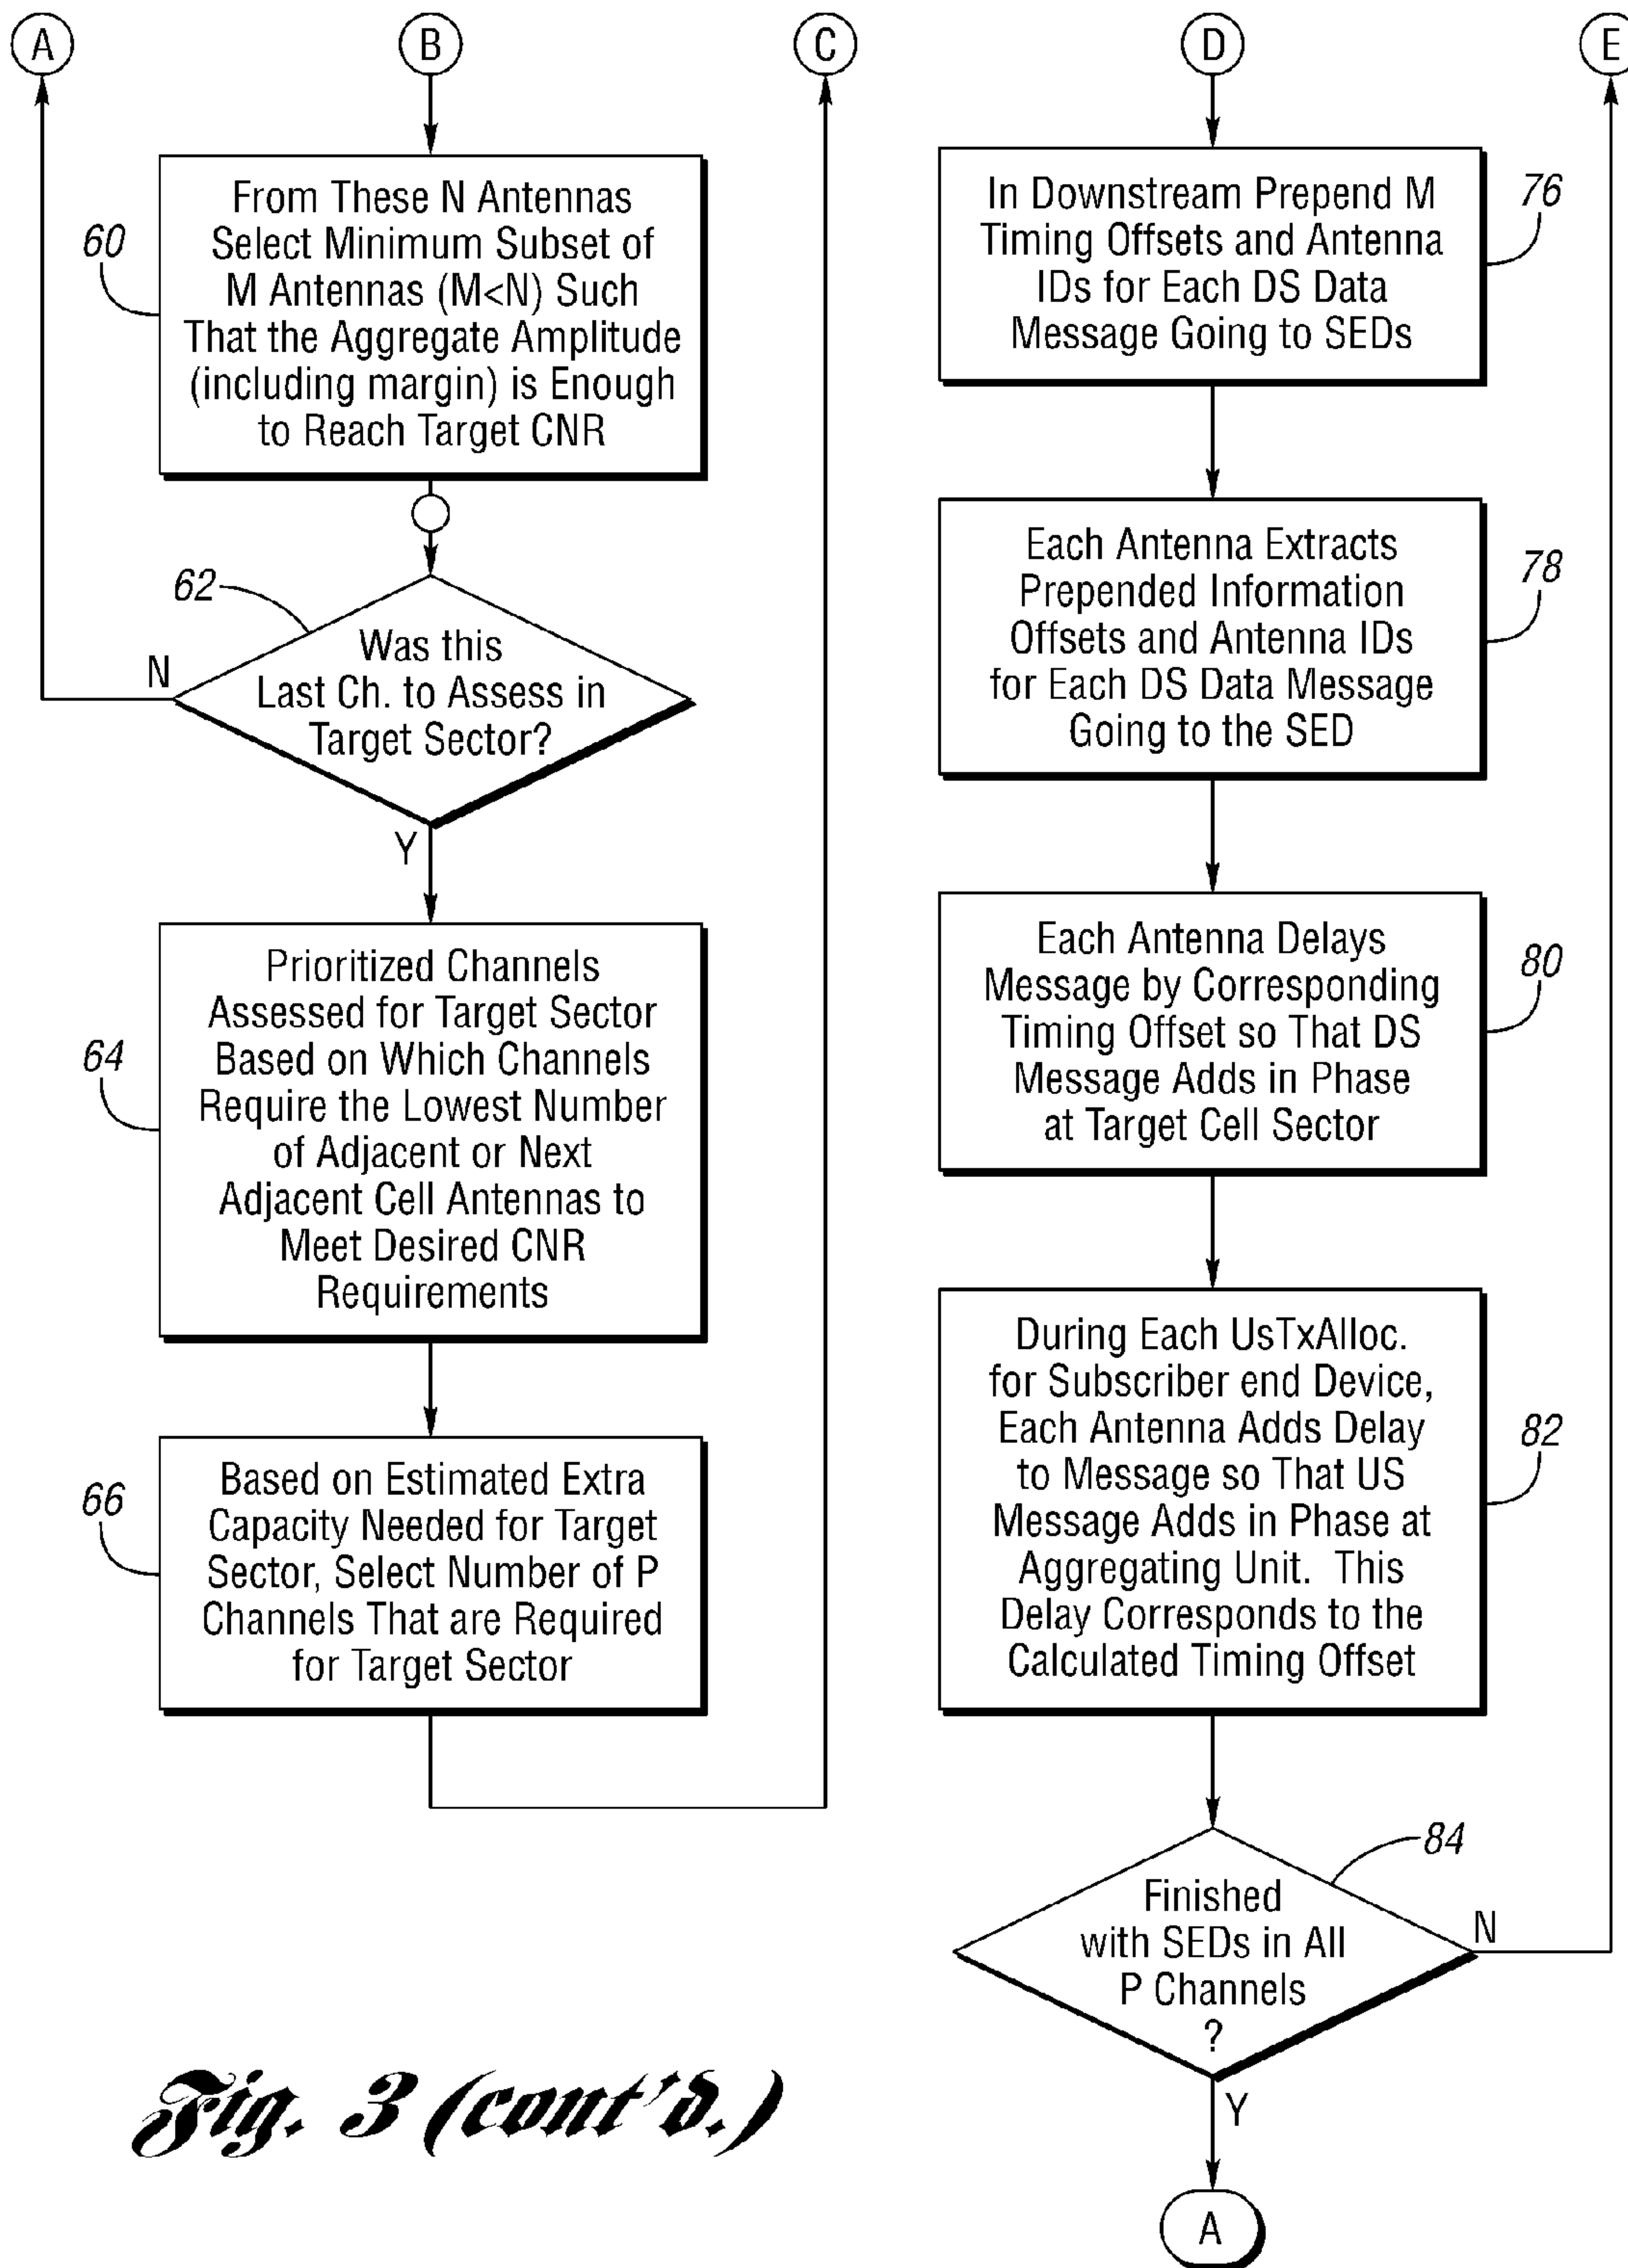 A
B
C
D
E
60
From These N Antennas
Select Minimum Subset of
M Antennas (M<N) Such
That the Aggregate Amplitude
(including margin) is Enough
to Reach Target CNR
62
Was this
Last Ch. to Assess in
Target Sector?
N
Y
64
Prioritized Channels
Assessed for Target Sector
Based on Which Channels
Require the Lowest Number
of Adjacent or Next
Adjacent Cell Antennas to
Meet Desired CNR
Requirements
66
Based on Estimated Extra
Capacity Needed for Target
Sector, Select Number of P
Channels That are Required
for Target Sector
In Downstream Prepend M
Timing Offsets and Antenna
IDs for Each DS Data
Message Going to SEDs
76
Each Antenna Extracts
Prepended Information
Offsets and Antenna IDs
for Each DS Data Message
Going to the SED
78
Each Antenna Delays
Message by Corresponding
Timing Offset so That DS
Message Adds in Phase
at Target Cell Sector
80
During Each UsTxAlloc.
for Subscriber end Device,
Each Antenna Adds Delay
to Message so That US
Message Adds in Phase at
Aggregating Unit. This
Delay Corresponds to the
Calculated Timing Offset
82
84
Finished
with SEDs in All
P Channels
?
N
Y
A
Fig. 3 (cont'd.)